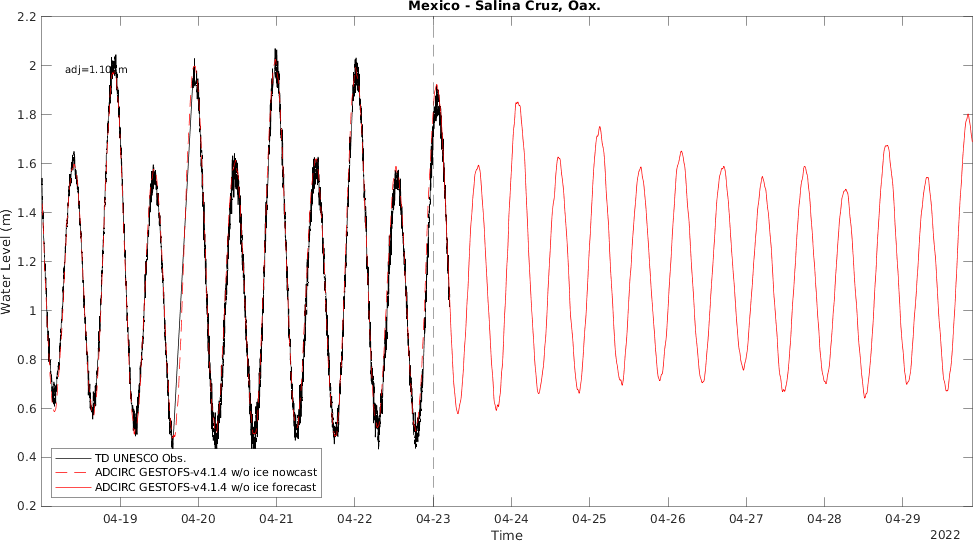 Mexico - Salina Cruz, Oax.
2.2
2
1.8
1.6
1.4
1.2
1
0.8
0.6
0.4
0.2
Water Level (m)
TD UNESCO Obs.
ADCIRC GESTOFS-v4.1.4 w/o ice nowcast
ADCIRC GESTOFS-v4.1.4 w/o ice forecast
04-19 04-20 04-21 04-22 04-23 04-24 04-25 04-26 04-27 04-28 04-29
Time
2022